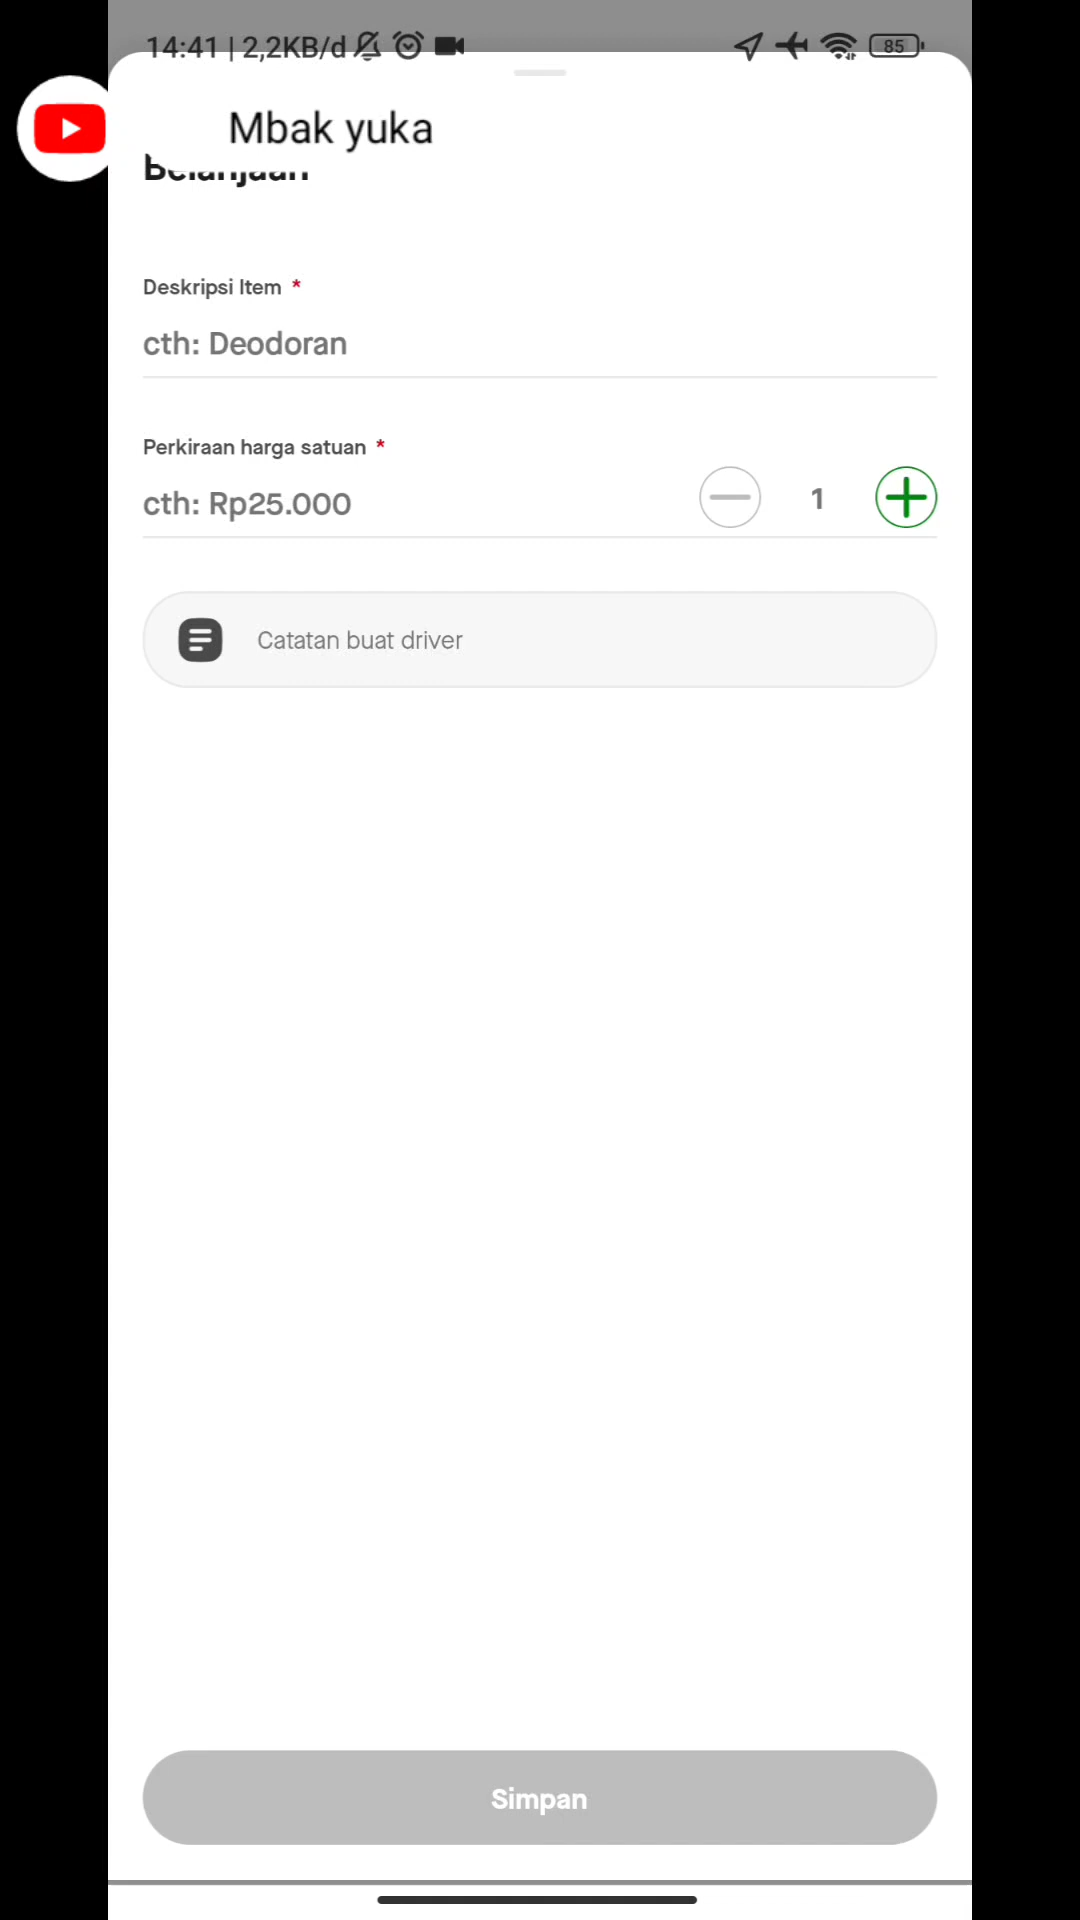 14:41 | 2,2KB/d
85
Mbak yuka
Belanjaan
Deskripsi Item *
cth: Deodoran
Perkiraan harga satuan *
cth: Rp25.000
1
Catatan buat driver
Simpan